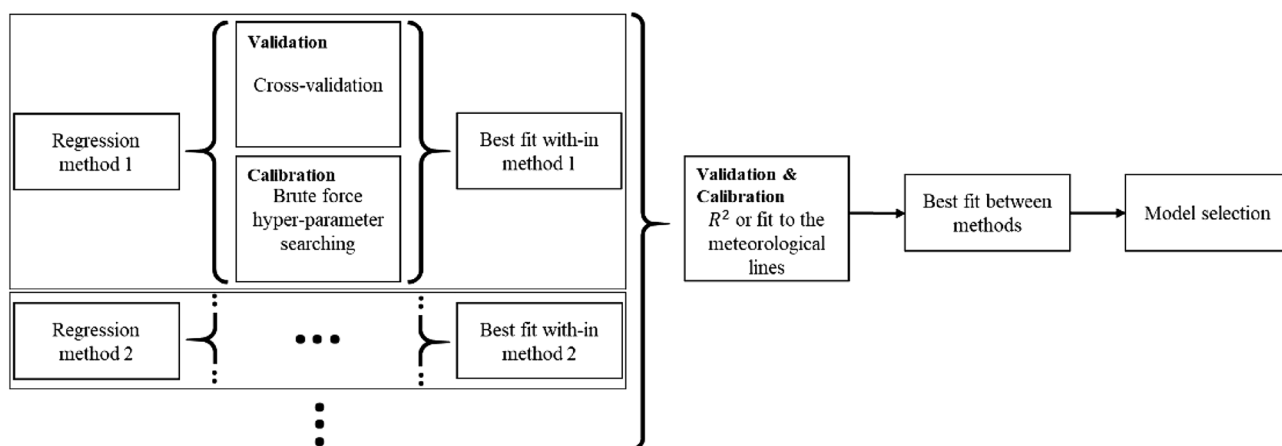 Regression
method 1
Validation
Cross-validation
Calibration
Brute force
hyper-parameter
searching
Best fit with-in
method 1
Regression
method 2
Best fit with-in
method 2
Validation &
Calibration
R² or fit to the
meteorological
lines
Best fit between
methods
Model selection